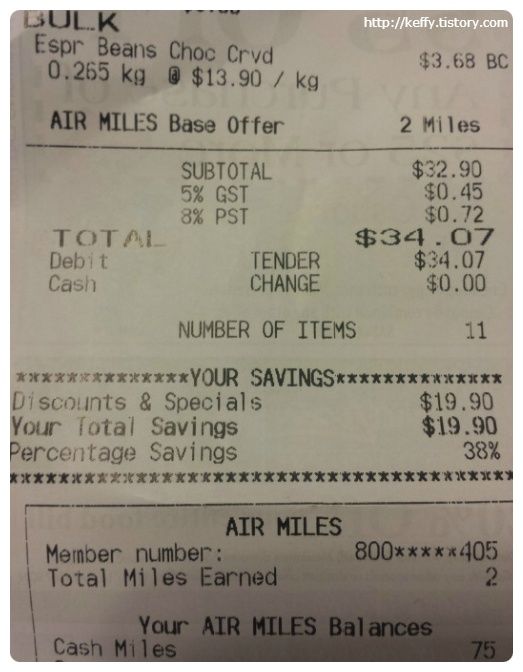 http://keffy.tistory.com
BULK
Espr Beans Choc Crvd $3.68 BC
0.265 kg @ $13.90 / kg
AIR MILES Base Offer 2 Miles
SUBTOTAL $32.90
5% GST $0.45
8% PST $0.72
TOTAL $34.07
Debit TENDER $34.07
Cash CHANGE $0.00
NUMBER OF ITEMS 11
***************YOUR SAVINGS***************
Discounts & Specials $19.90
Your Total Savings $19.90
Percentage Savings 38%
******************************************
AIR MILES
Member number: 800*****405
Total Miles Earned 2
Your AIR MILES Balances
Cash Miles 75